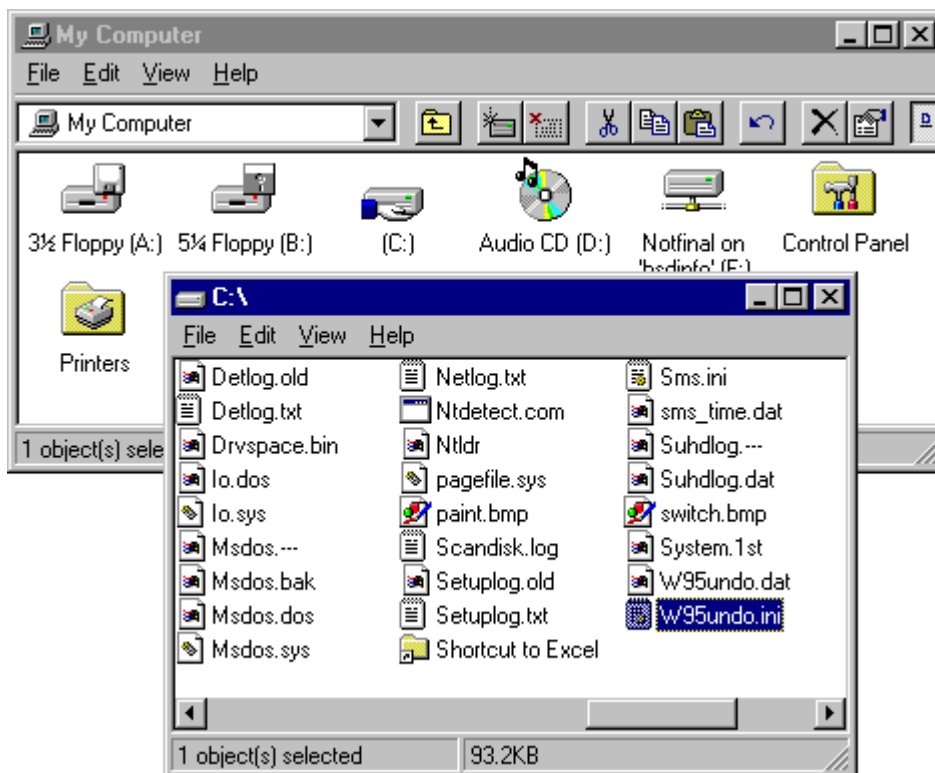 My Computer
File Edit View Help
My Computer
3½ Floppy (A:) 5¼ Floppy (B:) (C:) Audio CD (D:) Notfinal on Control Panel
'bsdinfo' (E:)
Printers
1 object(s) sele
C:\
File Edit View Help
Detlog.old Netlog.txt Sms.ini
Detlog.txt Ntdetect.com sms_time.dat
Drvspace.bin Ntldr Suhdlog.---
Io.dos pagefile.sys Suhdlog.dat
Io.sys paint.bmp switch.bmp
Msdos.--- Scandisk.log System.1st
Msdos.bak Setuplog.old W95undo.dat
Msdos.dos Setuplog.txt W95undo.ini
Msdos.sys Shortcut to Excel
1 object(s) selected 93.2KB